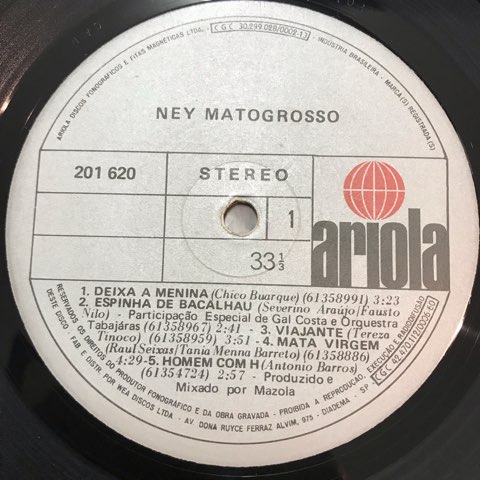 ARIOLA DISCOS FONOGRÁFICOS E FITAS MAGNÉTICAS LTDA. - CGC 30.299.028/0002-13 - INDÚSTRIA BRASILEIRA - MARCA(S) REGISTRADA(S)
NEY MATOGROSSO
201 620
STEREO
1
33 1/3
ariola
1. DEIXA A MENINA (Chico Buarque) (61358991) 3:23
2. ESPINHA DE BACALHAU (Severino Araújo/Fausto
Nilo) - Participação Especial de Gal Costa e Orquestra
Tabajáras (61358967) 2:41 - 3. VIAJANTE (Tereza
Tinoco) (61358959) 3:51 - 4. MATA VIRGEM
(Raul Seixas/Tania Menna Barreto) (61358886)
4:29-5. HOMEM COM H (Antonio Barros)
(61354724) 2:57 - Produzido e
Mixado por Mazola
RESERVADOS OS DIREITOS DO PRODUTOR FONOGRÁFICO E DA OBRA GRAVADA - PROIBIDA A REPRODUÇÃO, EXECUÇÃO E RADIODIFUSÃO
DESTE DISCO - FAB. E DIST. POR WEA DISCOS LTDA - AV. DONA RUYCE FERRAZ ALVIM, 975 - DIADEMA - SP